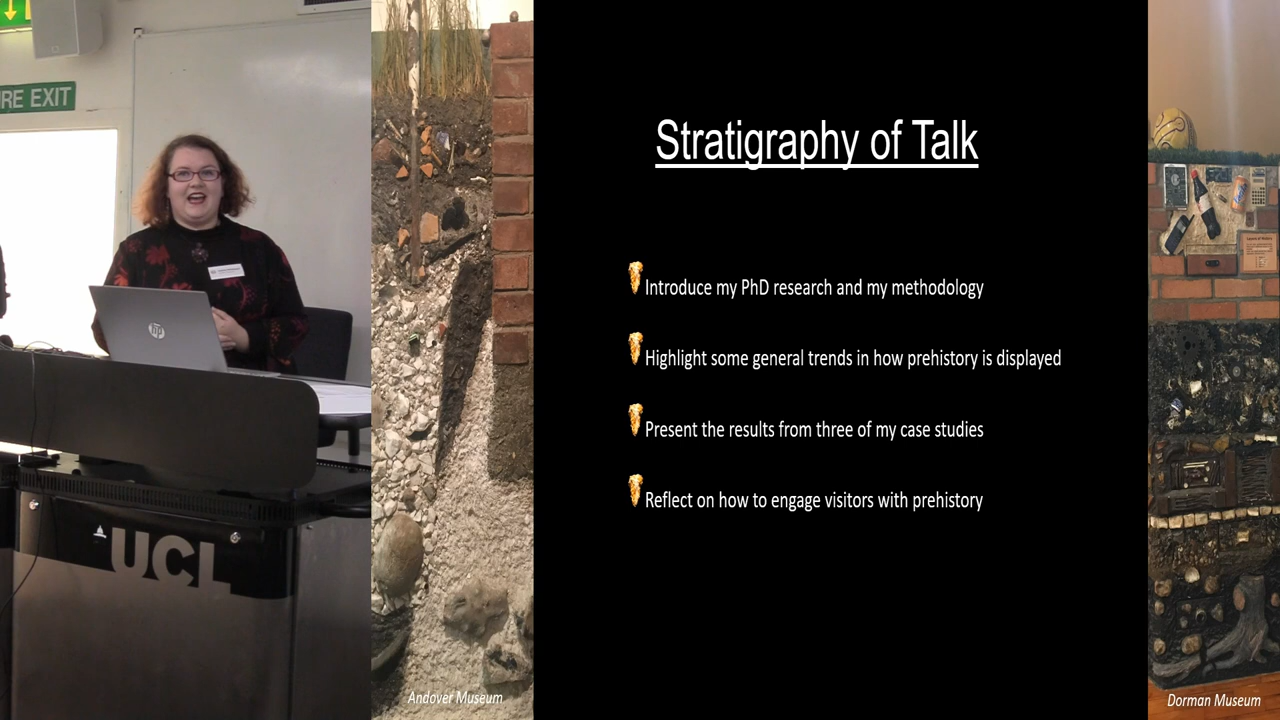 RE EXIT
hp
UCL
Stratigraphy of Talk
Introduce my PhD research and my methodology
Highlight some general trends in how prehistory is displayed
Present the results from three of my case studies
Reflect on how to engage visitors with prehistory
Andover Museum
Dorman Museum